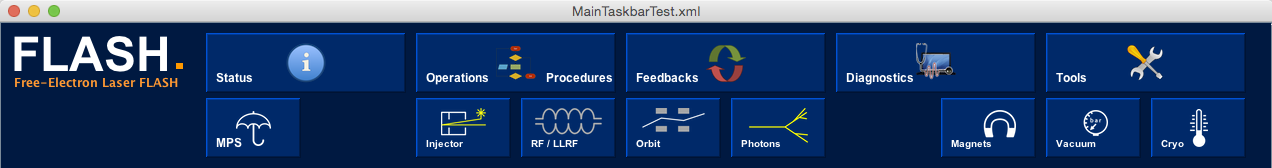 MainTaskbarTest.xml
FLASH.
Free-Electron Laser FLASH
Status
Operations Procedures
Feedbacks
Diagnostics
Tools
MPS
Injector
RF / LLRF
Orbit
Photons
Magnets
bar
Vacuum
Cryo